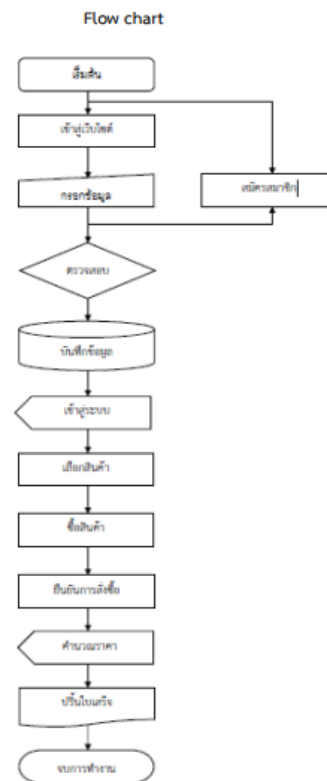 Flow chart
เริ่มต้น
เข้าสู่เว็บไซต์
กรอกข้อมูล
สมัครสมาชิก
ตรวจสอบ
บันทึกข้อมูล
เข้าสู่ระบบ
เลือกสินค้า
ซื้อสินค้า
ยืนยันการสั่งซื้อ
คำนวณราคา
ปริ้นใบเสร็จ
จบการทำงาน